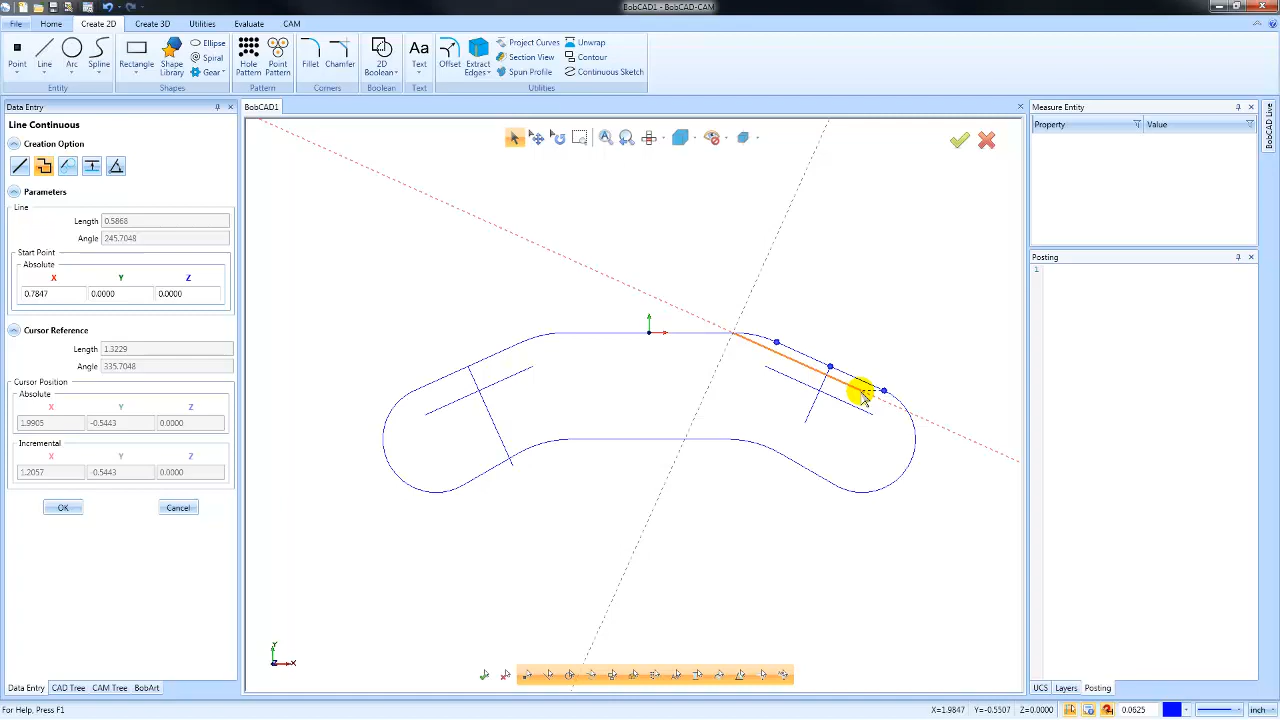 BobCAD1 - BobCAD-CAM
File Home Create 2D Create 3D Utilities Evaluate CAM
Point Line Arc Spline Rectangle Shape Library Ellipse Spiral Gear Hole Pattern Point Pattern Fillet Chamfer 2D Boolean Aa Text Offset Extract Edges Project Curves Section View Spun Profile Unwrap Contour Continuous Sketch
Entity Shapes Pattern Corners Boolean Text Utilities
Data Entry
BobCAD1
Measure Entity
BobCAD Live
Line Continuous
Property Value
Creation Option
Parameters
Line
Length 0.5868
Angle 245.7048
Start Point
Absolute
X Y Z
0.7847 0.0000 0.0000
Posting
1
Cursor Reference
Length 1.3229
Angle 335.7048
Cursor Position
Absolute
X Y Z
1.9905 -0.5443 0.0000
Incremental
X Y Z
1.2057 -0.5443 0.0000
OK Cancel
Y
Z X
Data Entry CAD Tree CAM Tree BobArt
UCS Layers Posting
For Help, Press F1
X=1.9847 Y=-0.5507 Z=0.0000 0.0625 inch